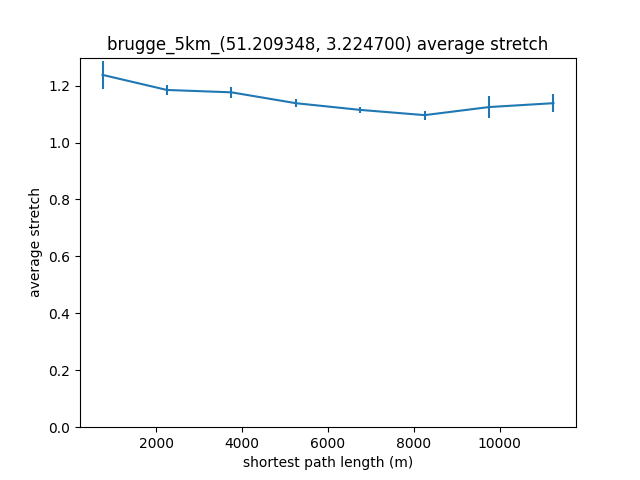 brugge_5km_(51.209348, 3.224700) average stretch
1.2
1.0
0.8
0.6
0.4
0.2
0.0
average stretch
2000 4000 6000 8000 10000
shortest path length (m)